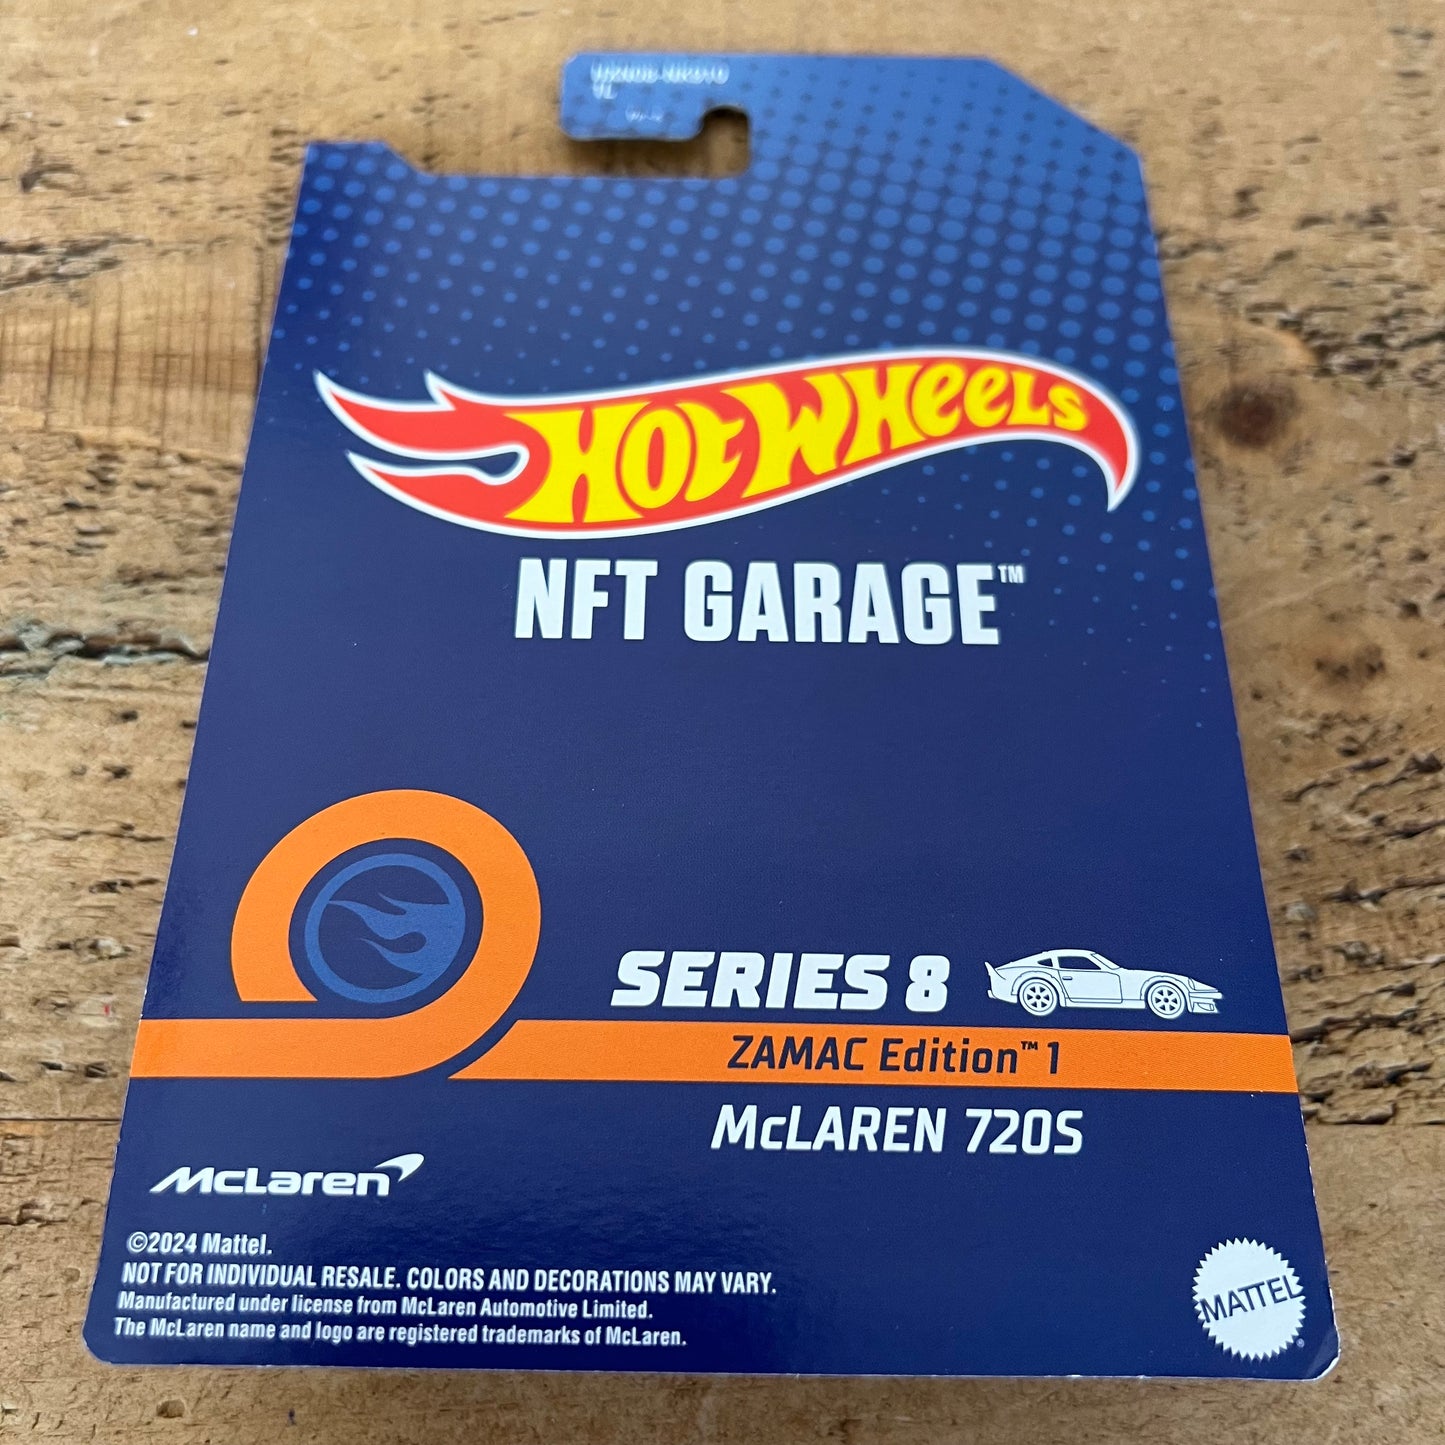 HOT WHEELS
NFT GARAGE™
SERIES 8
ZAMAC Edition™ 1
McLAREN 720S
McLaren
©2024 Mattel.
NOT FOR INDIVIDUAL RESALE. COLORS AND DECORATIONS MAY VARY.
Manufactured under license from McLaren Automotive Limited.
The McLaren name and logo are registered trademarks of McLaren.
MATTEL